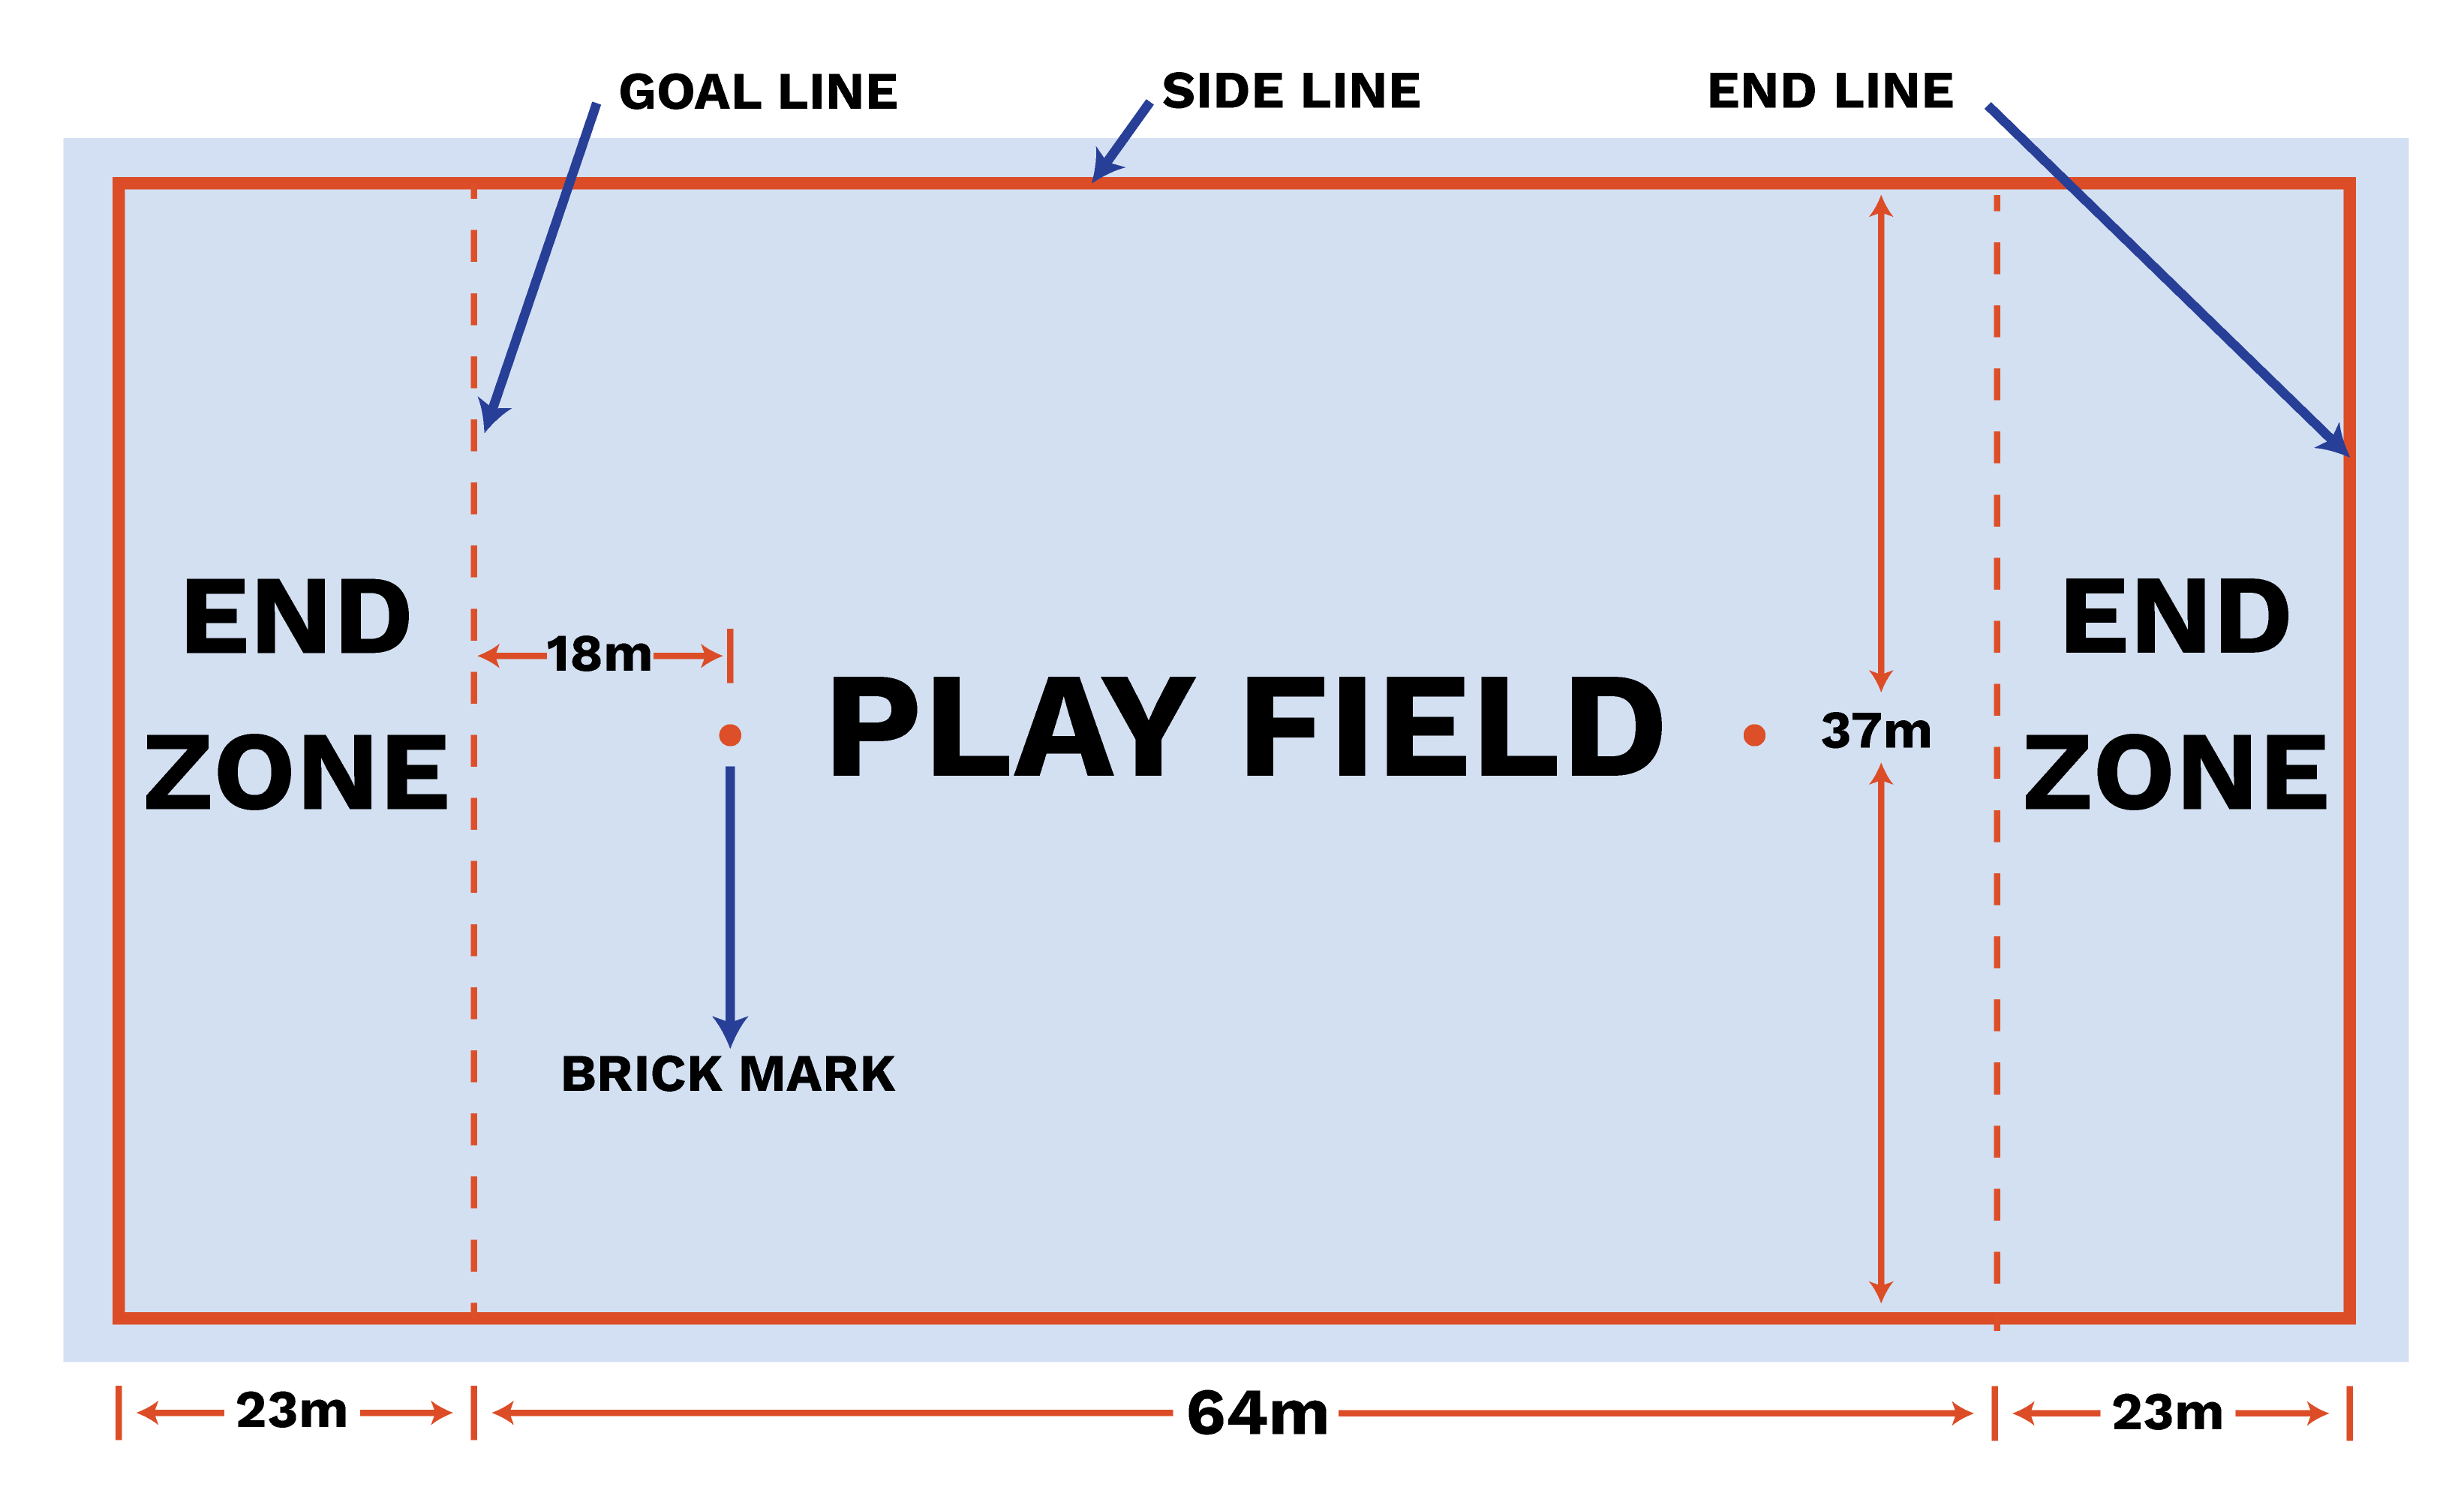 GOAL LINE
SIDE LINE
END LINE
END
ZONE
18m
PLAY FIELD
37m
END
ZONE
BRICK MARK
23m
64m
23m